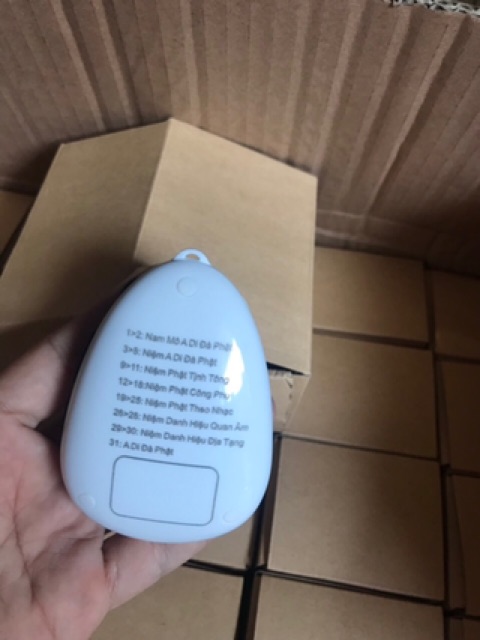 1>2: Nam Mô A Di Đà Phật
3>8: Niệm A Di Đà Phật
9>11: Niệm Phật Tịnh Tông
12>18: Niệm Phật Công Phu
19>25: Niệm Phật Theo Nhạc
26>28: Niệm Danh Hiệu Quan Âm
29>30: Niệm Danh Hiệu Địa Tạng
31: A Di Đà Phật